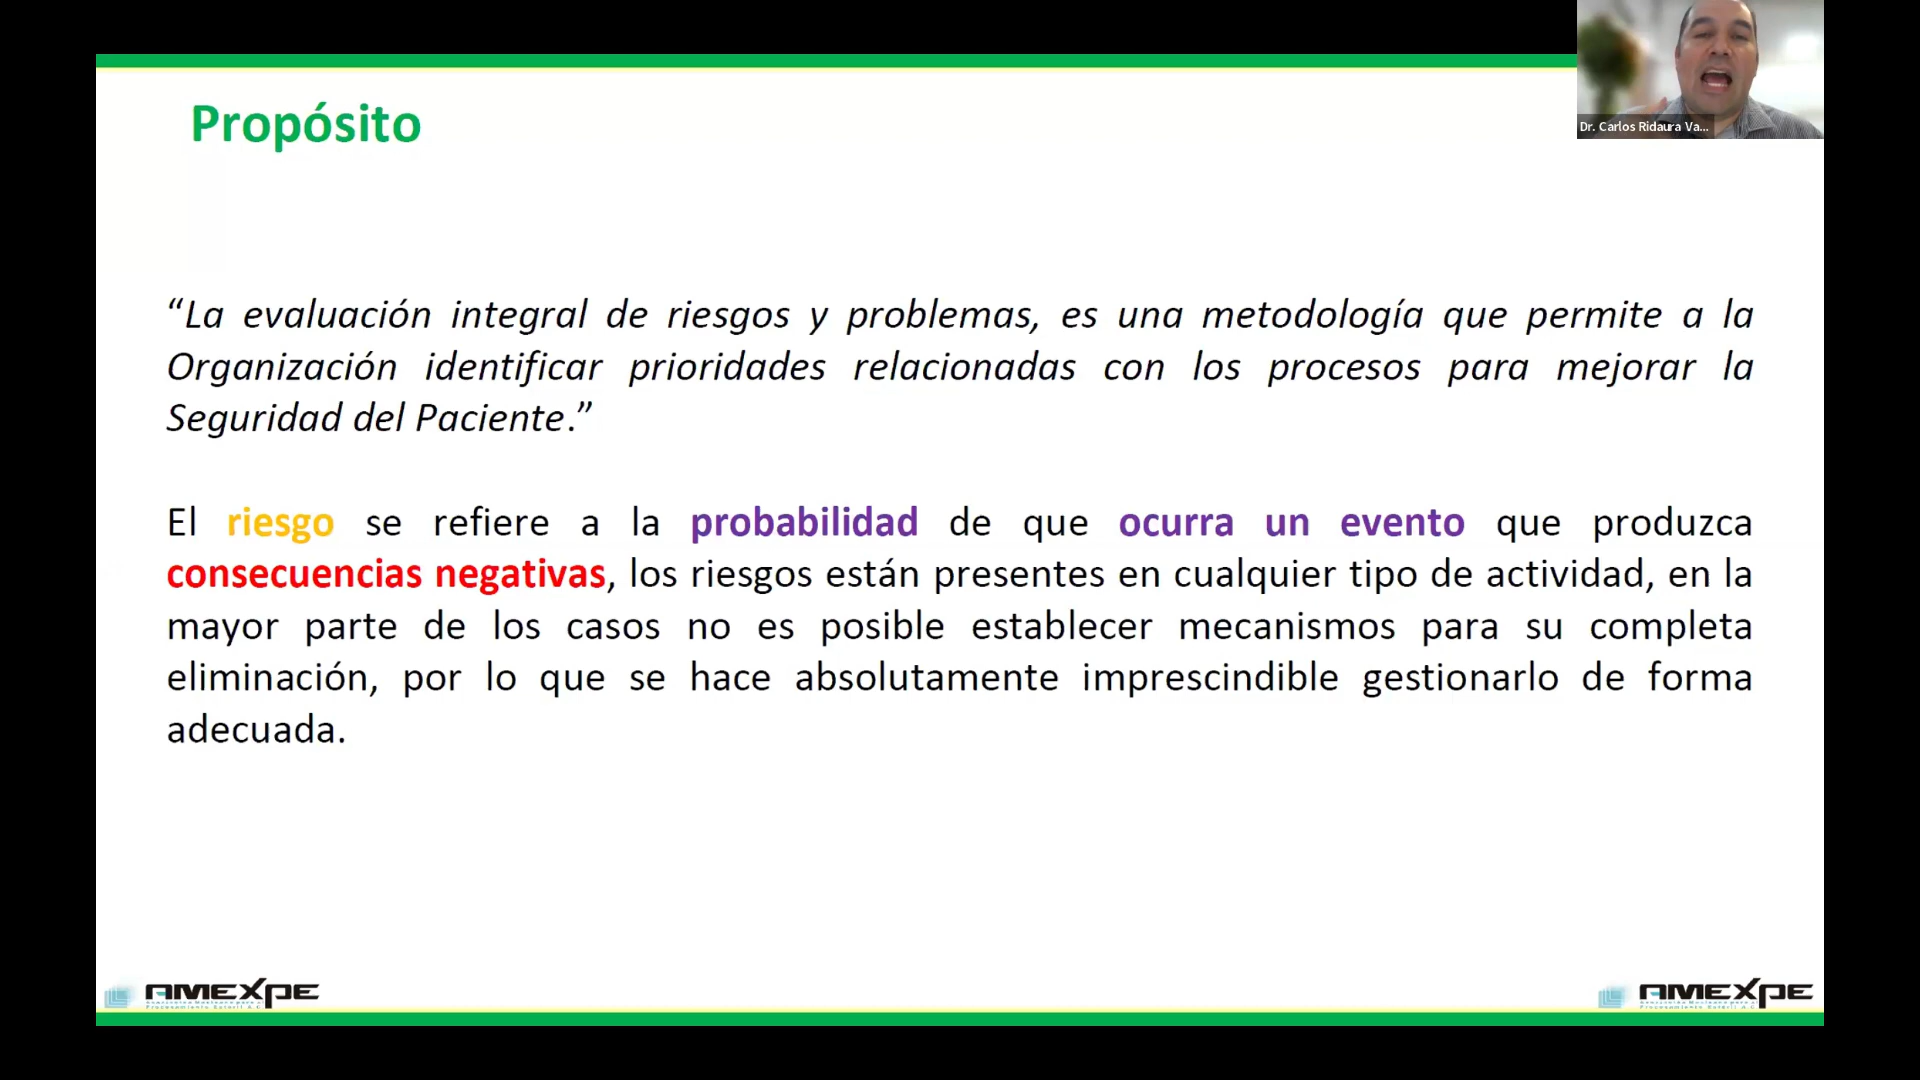 Propósito
Dr. Carlos Ridaura Va...
“La evaluación integral de riesgos y problemas, es una metodología que permite a la
Organización identificar prioridades relacionadas con los procesos para mejorar la
Seguridad del Paciente.”
El riesgo se refiere a la probabilidad de que ocurra un evento que produzca
consecuencias negativas, los riesgos están presentes en cualquier tipo de actividad, en la
mayor parte de los casos no es posible establecer mecanismos para su completa
eliminación, por lo que se hace absolutamente imprescindible gestionarlo de forma
adecuada.
AMEXPE
AMEXPE